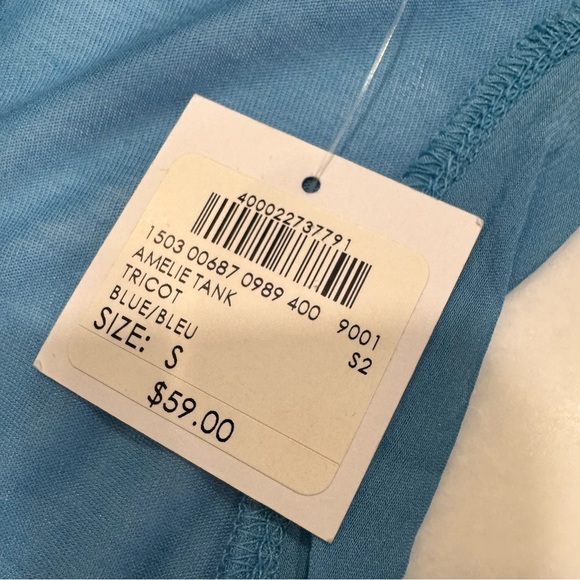 400022737791
1503 00687 0989 400 9001
AMELIE TANK S2
TRICOT
BLUE/BLEU
SIZE: S
$59.00